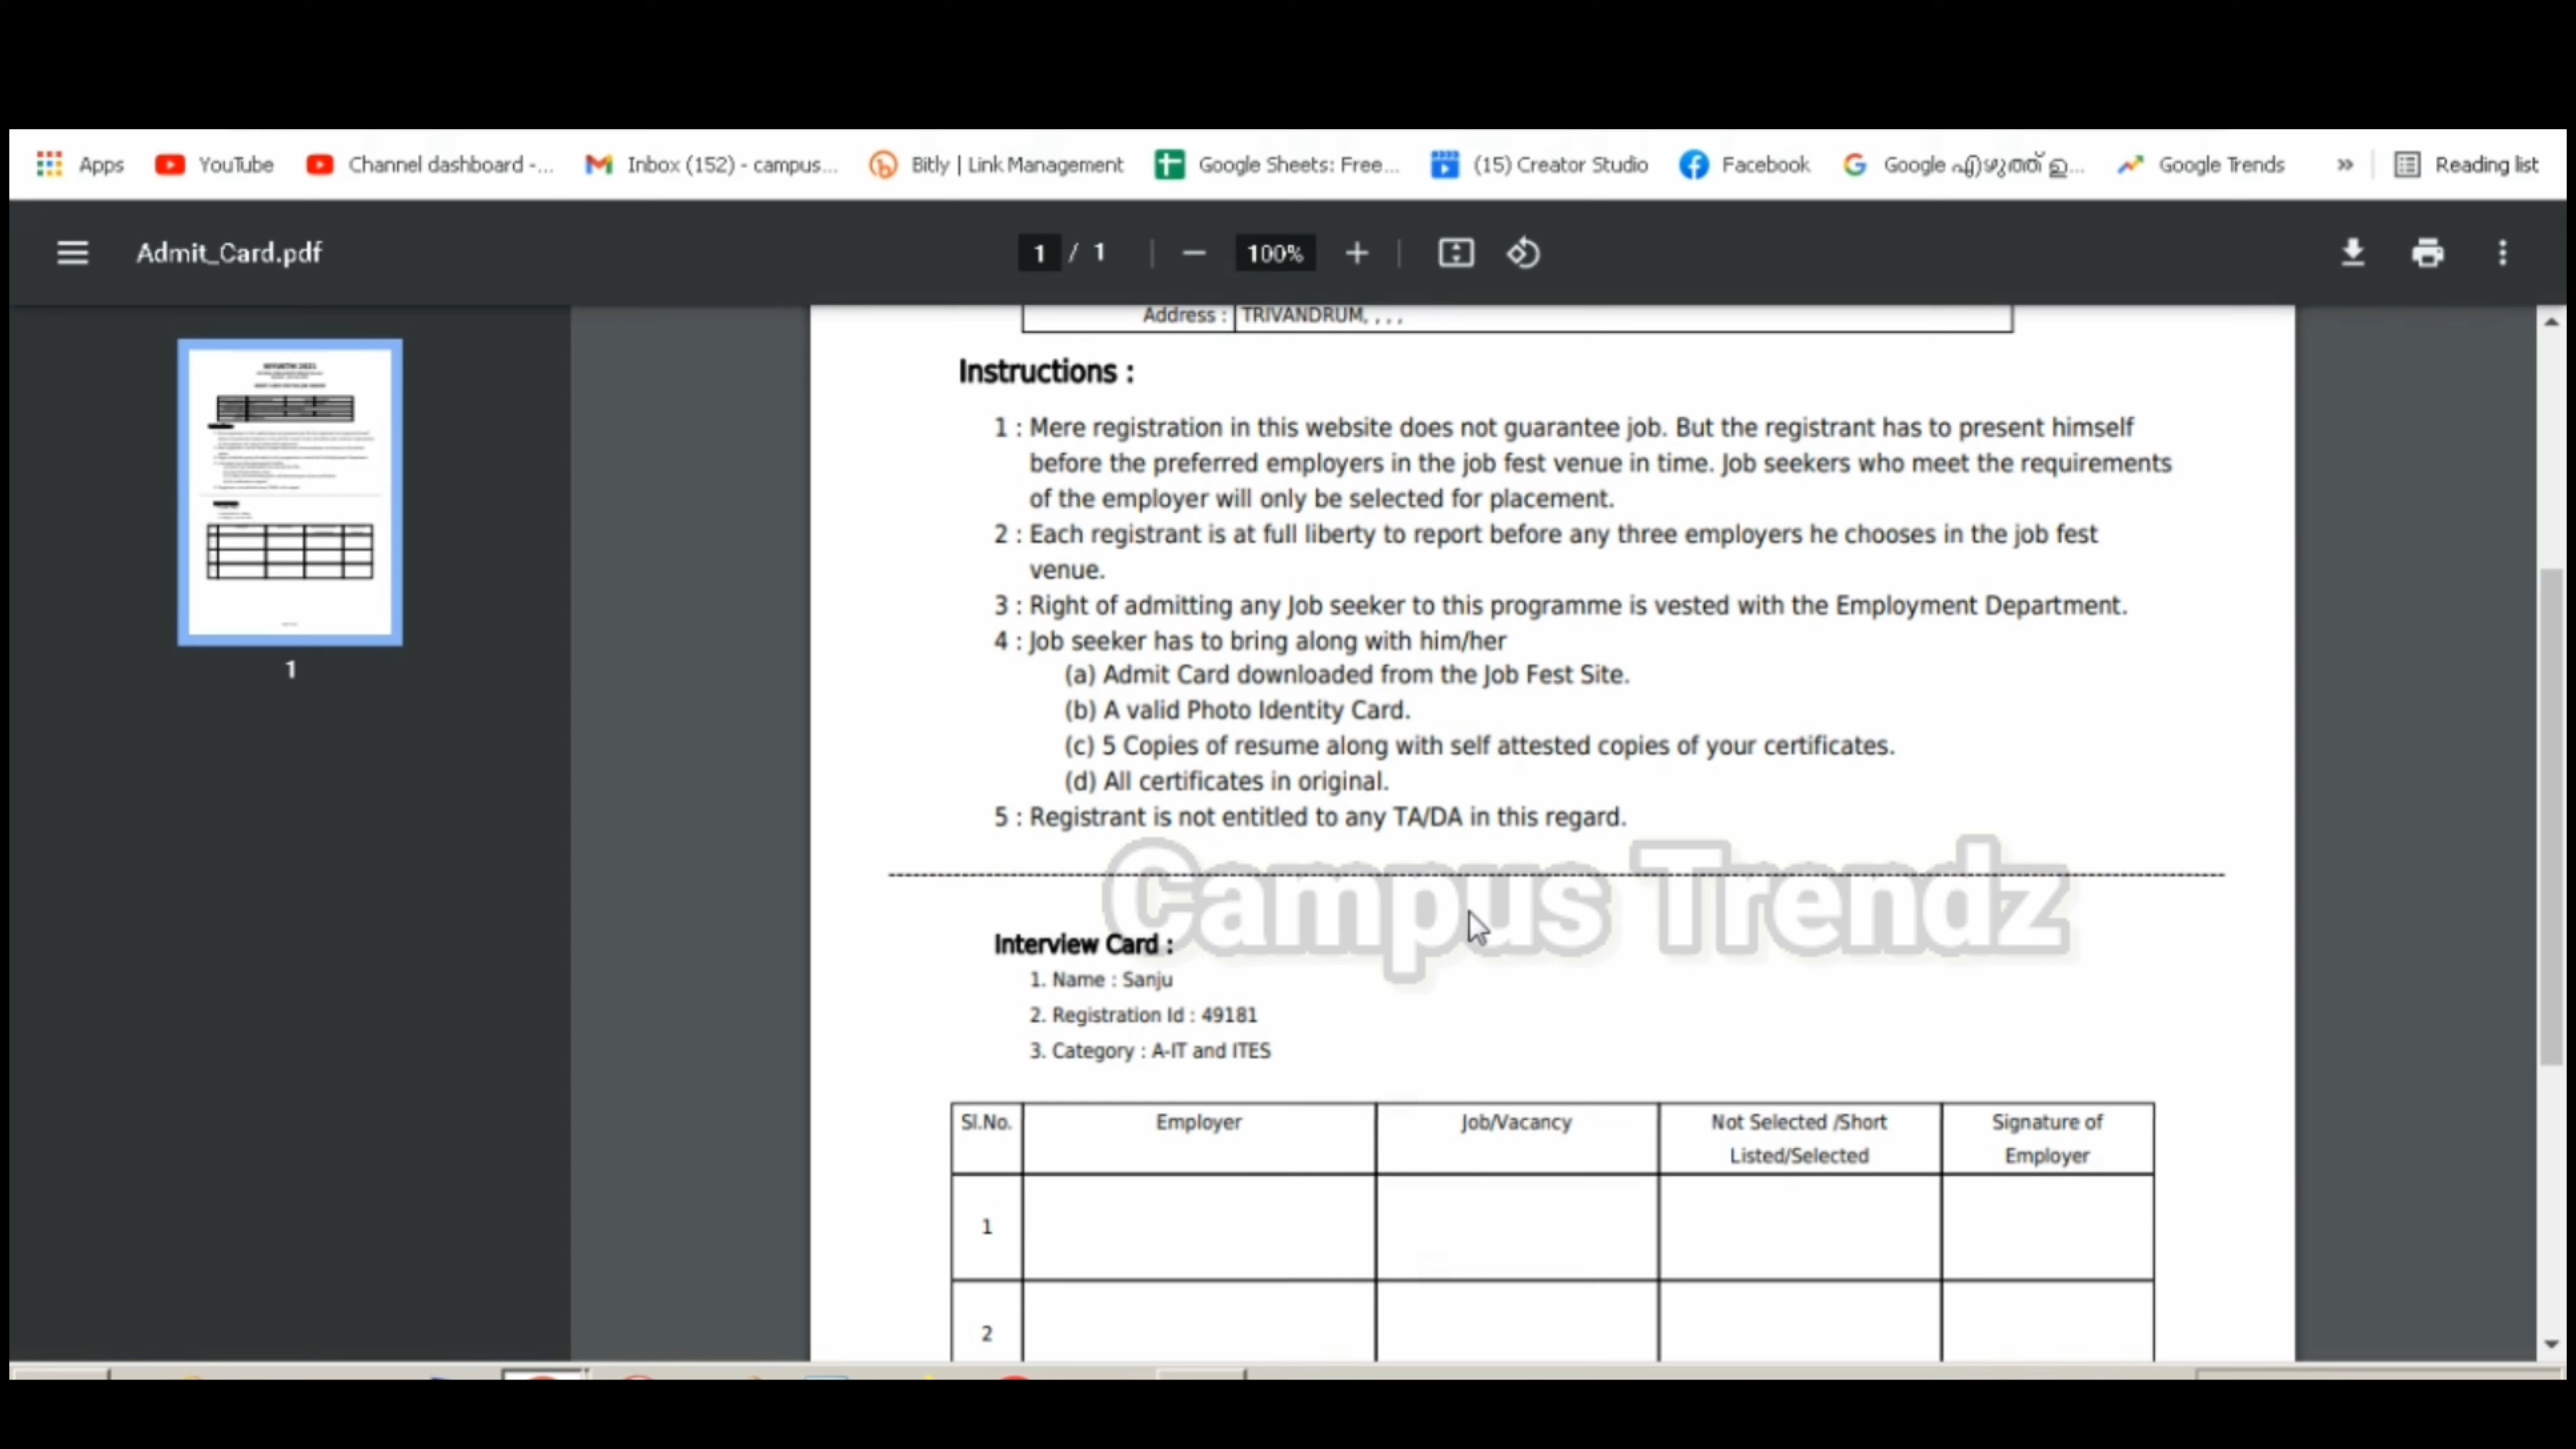 Apps YouTube Channel dashboard -... Inbox (152) - campus... Bitly | Link Management Google Sheets: Free... (15) Creator Studio Facebook Google എഴുത്ത് ഉ... Google Trends » Reading list
Admit_Card.pdf 1 / 1 100%
Address : TRIVANDRUM, , , ,
Instructions :
1 : Mere registration in this website does not guarantee job. But the registrant has to present himself
before the preferred employers in the job fest venue in time. Job seekers who meet the requirements
of the employer will only be selected for placement.
2 : Each registrant is at full liberty to report before any three employers he chooses in the job fest
venue.
3 : Right of admitting any Job seeker to this programme is vested with the Employment Department.
4 : Job seeker has to bring along with him/her
(a) Admit Card downloaded from the Job Fest Site.
(b) A valid Photo Identity Card.
(c) 5 Copies of resume along with self attested copies of your certificates.
(d) All certificates in original.
5 : Registrant is not entitled to any TA/DA in this regard.
Campus Trendz
Interview Card :
1. Name : Sanju
2. Registration Id : 49181
3. Category : A-IT and ITES
Sl.No. Employer Job/Vacancy Not Selected /Short Signature of
Listed/Selected Employer
1
2
NIYUKTHI 2021
1